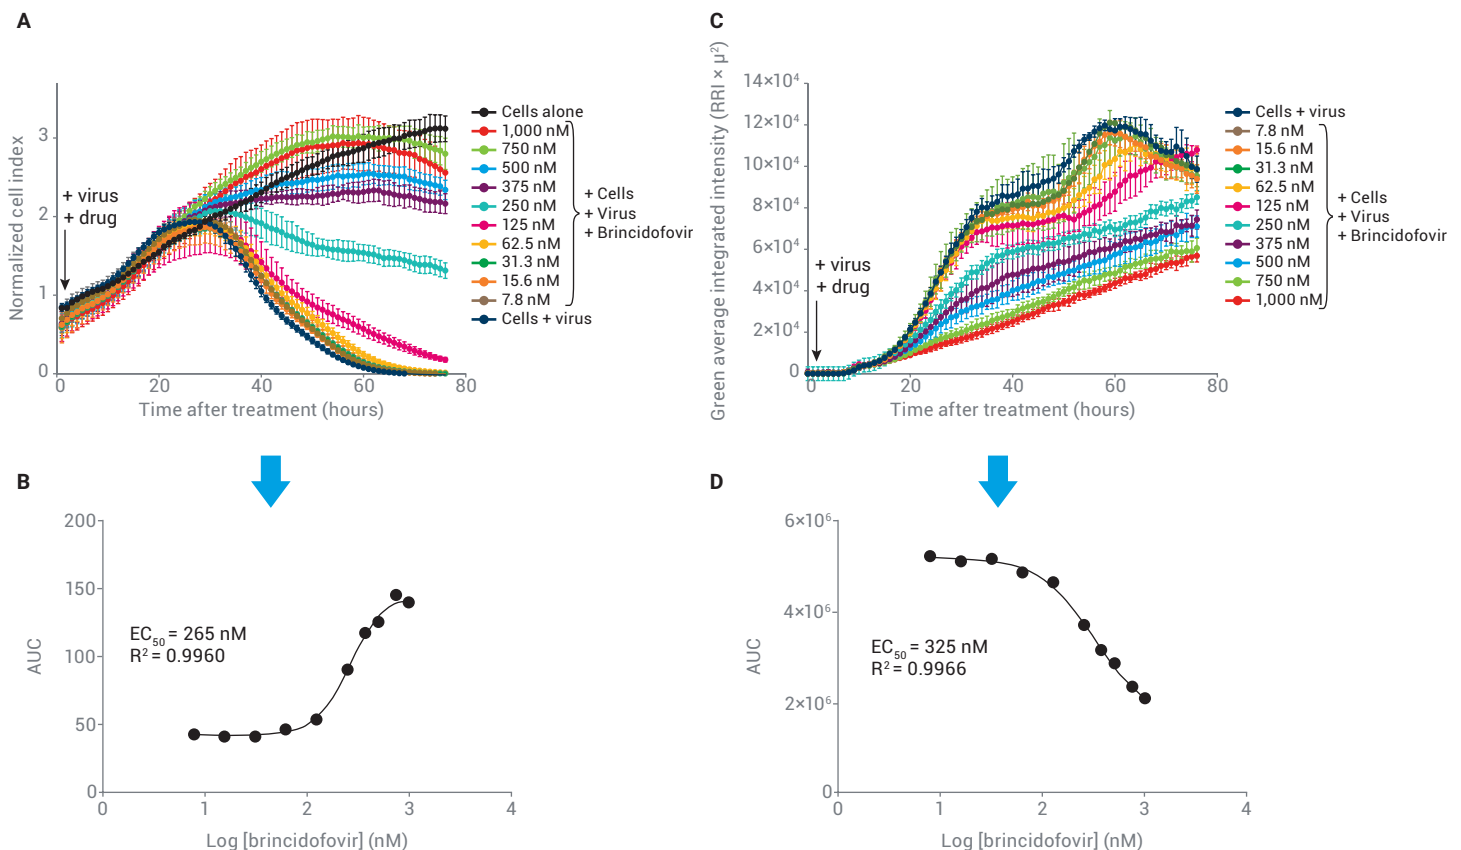 A
Normalized cell index
3
2
1
0
+ virus
+ drug
0
20
40
60
80
Time after treatment (hours)
Cells alone
1,000 nM
750 nM
500 nM
375 nM
250 nM
125 nM
62.5 nM
31.3 nM
15.6 nM
7.8 nM
Cells + virus
+ Cells
+ Virus
+ Brincidofovir
C
Green average integrated intensity (RRI × µ²)
14×10⁴
12×10⁴
10×10⁴
8×10⁴
6×10⁴
4×10⁴
2×10⁴
0
+ virus
+ drug
0
20
40
60
80
Time after treatment (hours)
Cells + virus
7.8 nM
15.6 nM
31.3 nM
62.5 nM
125 nM
250 nM
375 nM
500 nM
750 nM
1,000 nM
+ Cells
+ Virus
+ Brincidofovir
B
AUC
200
150
100
50
0
EC₅₀ = 265 nM
R² = 0.9960
0
1
2
3
4
Log [brincidofovir] (nM)
D
AUC
6×10⁶
4×10⁶
2×10⁶
0
EC₅₀ = 325 nM
R² = 0.9966
0
1
2
3
4
Log [brincidofovir] (nM)